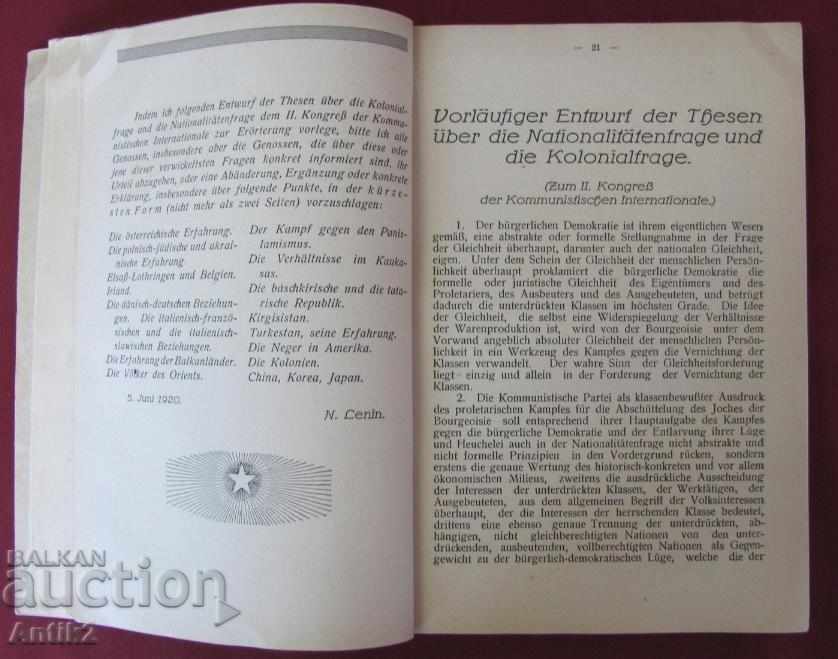 Indem ich folgenden Entwurf der Thesen über die Kolonial-
frage und die Nationalitätenfrage dem II. Kongreß der Kommu-
nistischen Internationale zur Erörterung vorlege, bitte ich alle
Genossen, insbesondere aber die Genossen, die über diese oder
jene dieser verwickeltsten Fragen konkret informiert sind, ihr
Urteil abzugeben, oder eine Abänderung, Ergänzung oder konkrete
Erklärung, insbesondere über folgende Punkte, in der kürze-
sten Form (nicht mehr als zwei Seiten) vorzuschlagen:
Die österreichische Erfahrung.
Die polnisch-jüdische und ukrai-
nische Erfahrung
Elsaß-Lothringen und Belgien.
Irland.
Die dänisch-deutschen Beziehun-
gen. Die italienisch-französi-
schen und die italienisch-
slawischen Beziehungen.
Die Erfahrung der Balkanländer.
Die Völker des Orients.
Der Kampf gegen den Panis-
lamismus.
Die Verhältnisse im Kauka-
sus.
Die baschkirische und die tata-
rische Republik.
Kirgisistan.
Turkestan, seine Erfahrung.
Die Neger in Amerika.
Die Kolonien.
China, Korea, Japan.
5. Juni 1920.
N. Lenin.
— 21 —
Vorläufiger Entwurf der Thesen
über die Nationalitätenfrage und
die Kolonialfrage.
(Zum II. Kongreß
der Kommunistischen Internationale.)
1. Der bürgerlichen Demokratie ist ihrem eigentlichen Wesen
gemäß, eine abstrakte oder formelle Stellungnahme in der Frage
der Gleichheit überhaupt, darunter auch der nationalen Gleichheit,
eigen. Unter dem Schein der Gleichheit der menschlichen Persön-
lichkeit überhaupt proklamiert die bürgerliche Demokratie die
formelle oder juristische Gleichheit des Eigentümers und des
Proletariers, des Ausbeuters und des Ausgebeuteten, und betrügt
dadurch die unterdrückten Klassen im höchsten Grade. Die Idee
der Gleichheit, die selbst eine Widerspiegelung der Verhältnisse
der Warenproduktion ist, wird von der Bourgeoisie unter dem
Vorwand angeblich absoluter Gleichheit der menschlichen Persön-
lichkeit in ein Werkzeug des Kampfes gegen die Vernichtung der
Klassen verwandelt. Der wahre Sinn der Gleichheitsforderung
liegt einzig und allein in der Forderung der Vernichtung der
Klassen.
2. Die Kommunistische Partei als klassenbewußter Ausdruck
des proletarischen Kampfes für die Abschüttelung des Joches der
Bourgeoisie soll entsprechend ihrer Hauptaufgabe des Kampfes
gegen die bürgerliche Demokratie und der Entlarvung ihrer Lüge
und Heuchelei auch in der Nationalitätenfrage nicht abstrakte und
nicht formelle Prinzipien in den Vordergrund rücken, sondern
erstens die genaue Wertung des historisch-konkreten und vor allem
ökonomischen Milieus, zweitens die ausdrückliche Ausscheidung
der Interessen der unterdrückten Klassen, der Werktätigen, der
Ausgebeuteten, aus dem allgemeinen Begriff der Volksinteressen
überhaupt, der die Interessen der herrschenden Klasse bedeutet,
drittens eine ebenso genaue Trennung der unterdrückten, ab-
hängigen, nicht gleichberechtigten Nationen von den unter-
drückenden, ausbeutenden, vollberechtigten Nationen als Gegen-
gewicht zu der bürgerlich-demokratischen Lüge, welche die der
BALKAN
auction
Antik2